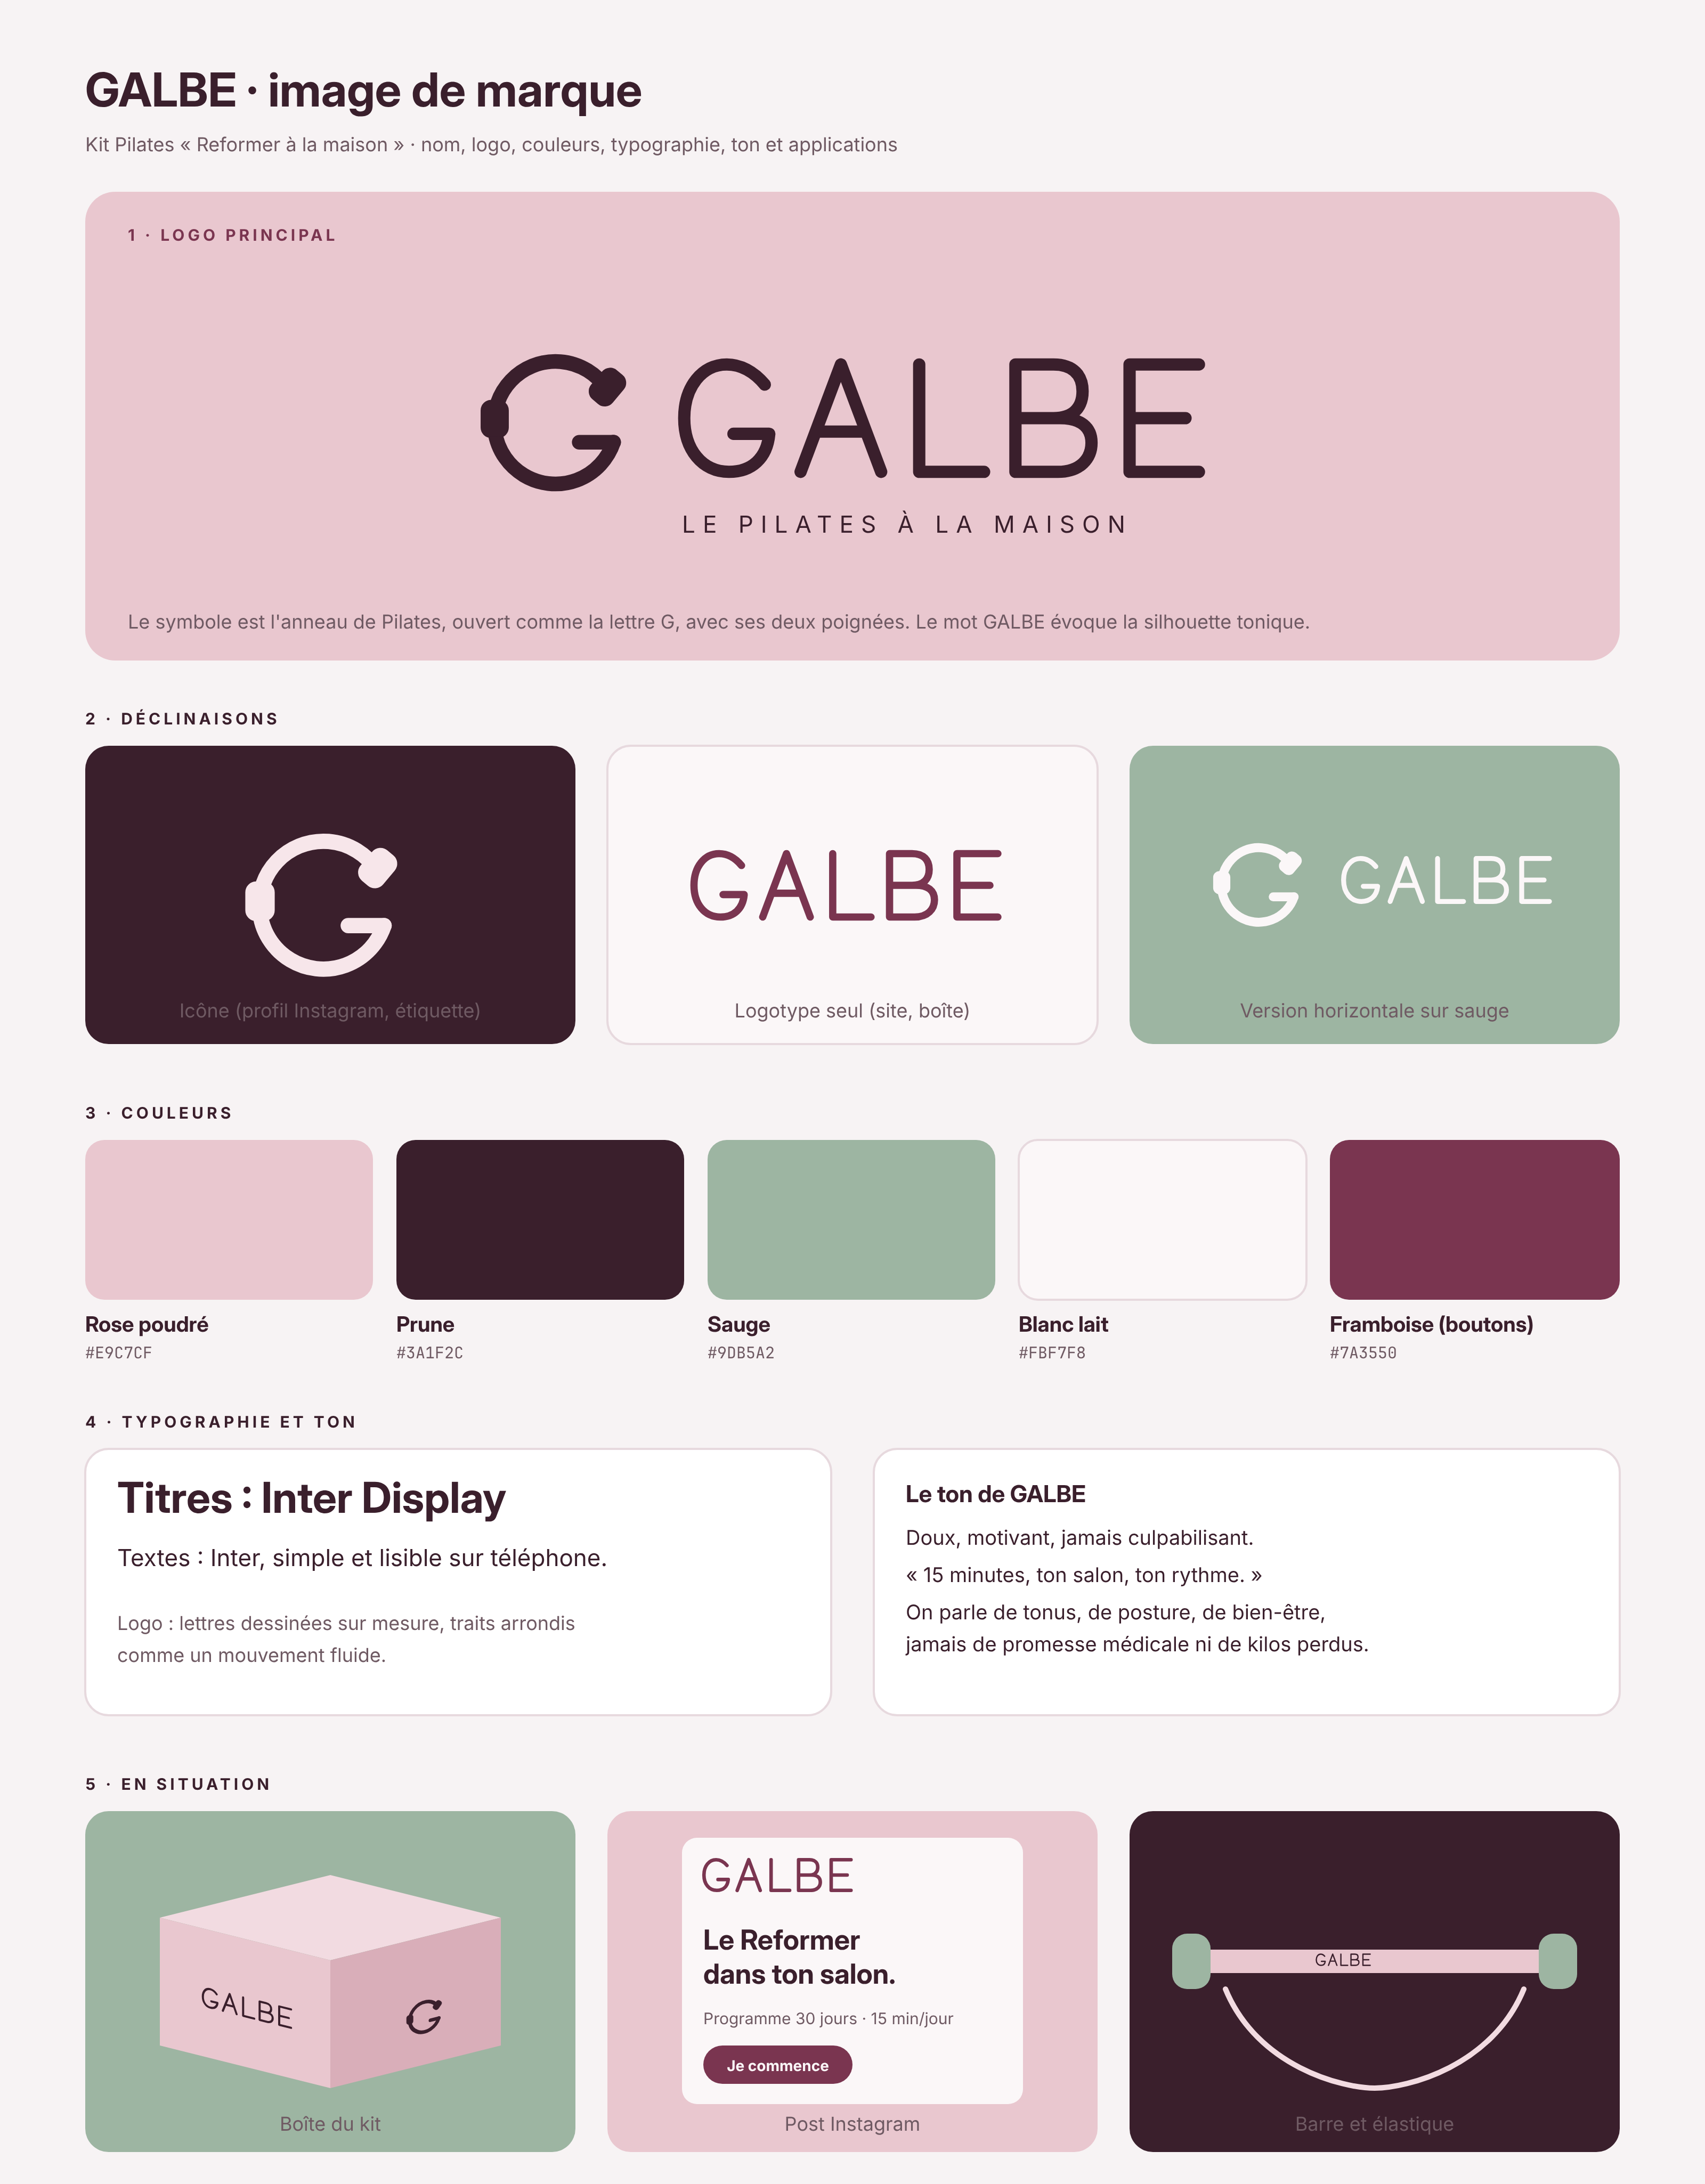 GALBE · image de marque
Kit Pilates « Reformer à la maison » · nom, logo, couleurs, typographie, ton et applications
1 · LOGO PRINCIPAL
G GALBE
LE PILATES À LA MAISON
Le symbole est l'anneau de Pilates, ouvert comme la lettre G, avec ses deux poignées. Le mot GALBE évoque la silhouette tonique.
2 · DÉCLINAISONS
G
Icône (profil Instagram, étiquette)
GALBE
Logotype seul (site, boîte)
G GALBE
Version horizontale sur sauge
3 · COULEURS
Rose poudré
#E9C7CF
Prune
#3A1F2C
Sauge
#9DB5A2
Blanc lait
#FBF7F8
Framboise (boutons)
#7A3550
4 · TYPOGRAPHIE ET TON
Titres : Inter Display
Textes : Inter, simple et lisible sur téléphone.
Logo : lettres dessinées sur mesure, traits arrondis
comme un mouvement fluide.
Le ton de GALBE
Doux, motivant, jamais culpabilisant.
« 15 minutes, ton salon, ton rythme. »
On parle de tonus, de posture, de bien-être,
jamais de promesse médicale ni de kilos perdus.
5 · EN SITUATION
GALBE
G
Boîte du kit
GALBE
Le Reformer
dans ton salon.
Programme 30 jours · 15 min/jour
Je commence
Post Instagram
GALBE
Barre et élastique